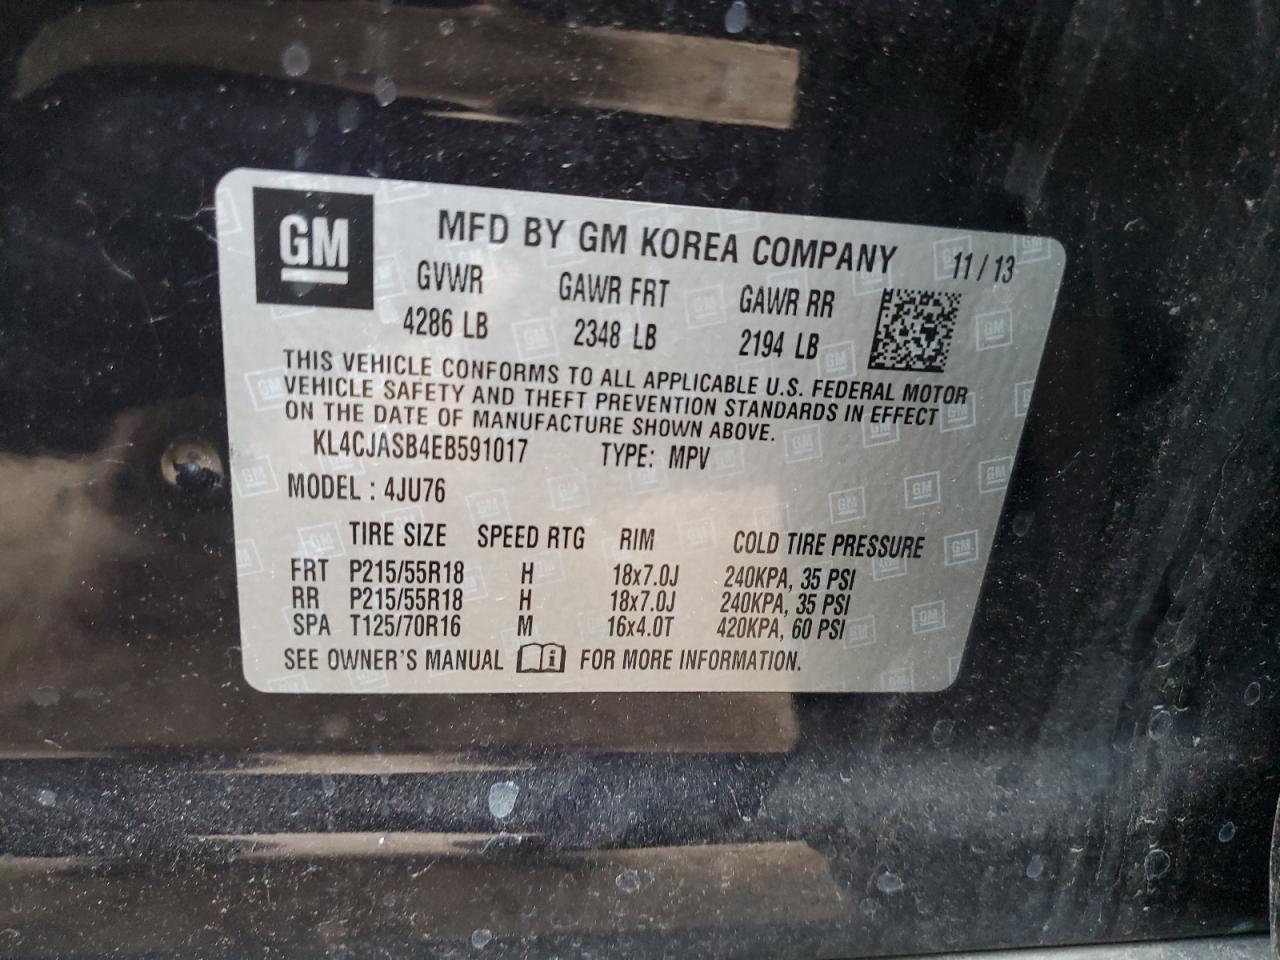 GM
MFD BY GM KOREA COMPANY 11/13
GVWR GAWR FRT GAWR RR
4286 LB 2348 LB 2194 LB
THIS VEHICLE CONFORMS TO ALL APPLICABLE U.S. FEDERAL MOTOR
VEHICLE SAFETY AND THEFT PREVENTION STANDARDS IN EFFECT
ON THE DATE OF MANUFACTURE SHOWN ABOVE.
KL4CJASB4EB591017 TYPE: MPV
MODEL : 4JU76
TIRE SIZE SPEED RTG RIM COLD TIRE PRESSURE
FRT P215/55R18 H 18x7.0J 240KPA, 35 PSI
RR P215/55R18 H 18x7.0J 240KPA, 35 PSI
SPA T125/70R16 M 16x4.0T 420KPA, 60 PSI
SEE OWNER'S MANUAL i FOR MORE INFORMATION.